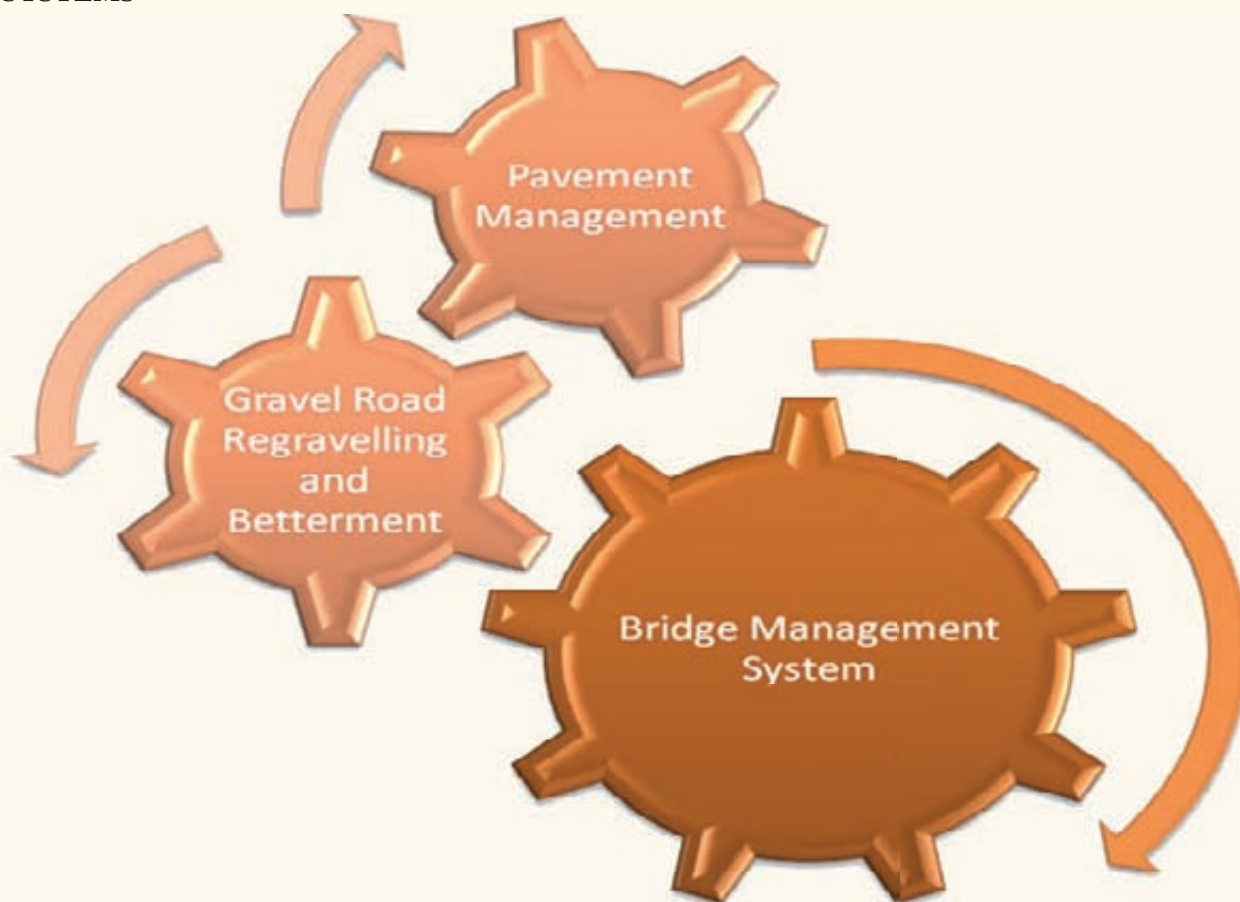 Pavement
Management
Gravel Road
Regravelling
and
Betterment
Bridge Management
System